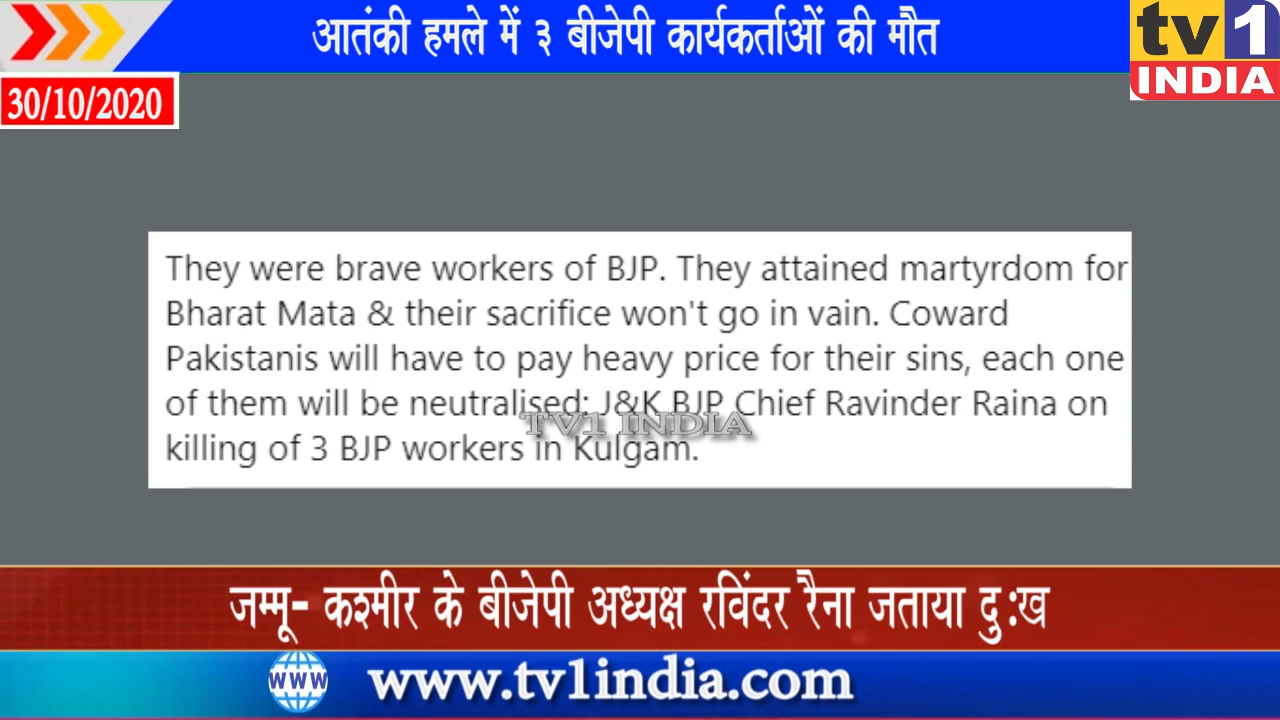 आतंकी हमले में ३ बीजेपी कार्यकर्ताओं की मौत
tv1
INDIA
30/10/2020
They were brave workers of BJP. They attained martyrdom for
Bharat Mata & their sacrifice won't go in vain. Coward
Pakistanis will have to pay heavy price for their sins, each one
of them will be neutralised: J&K BJP Chief Ravinder Raina on
TV1 INDIA
killing of 3 BJP workers in Kulgam.
जम्मू- कश्मीर के बीजेपी अध्यक्ष रविंदर रैना जताया दु:ख
www
www.tv1india.com